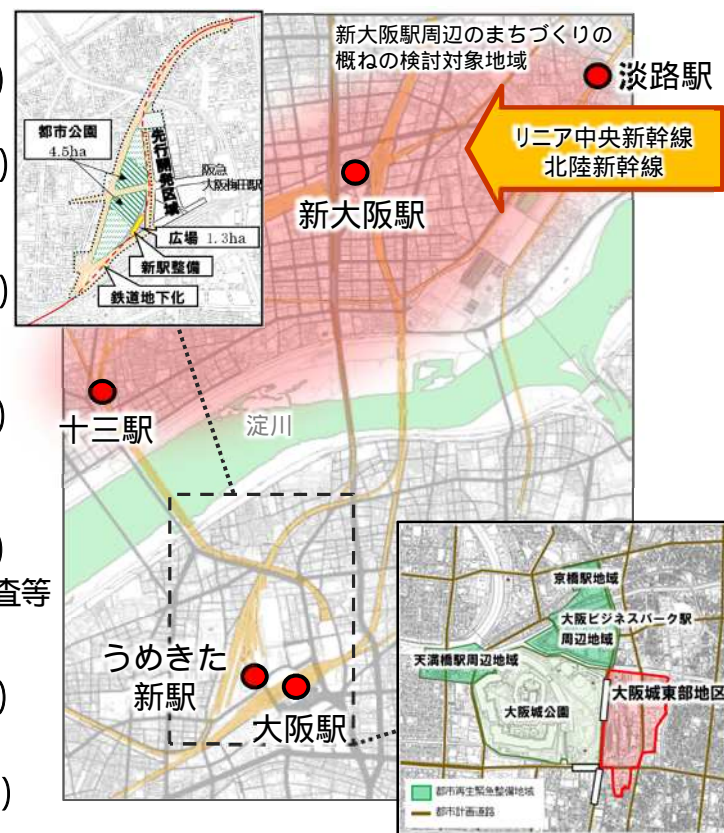 新大阪駅周辺のまちづくりの
概ねの検討対象地域
淡路駅
リニア中央新幹線
北陸新幹線
新大阪駅
都市公園
4.5ha
先行開発区域
阪急
大阪梅田駅
広場 1.3ha
新駅整備
鉄道地下化
)
)
)
)
)
査等
)
)
十三駅
淀川
うめきた
新駅
大阪駅
京橋駅地域
大阪ビジネスパーク駅
周辺地域
天満橋駅周辺地域
大阪城公園
大阪城東部地区
都市再生緊急整備地域
都市計画道路